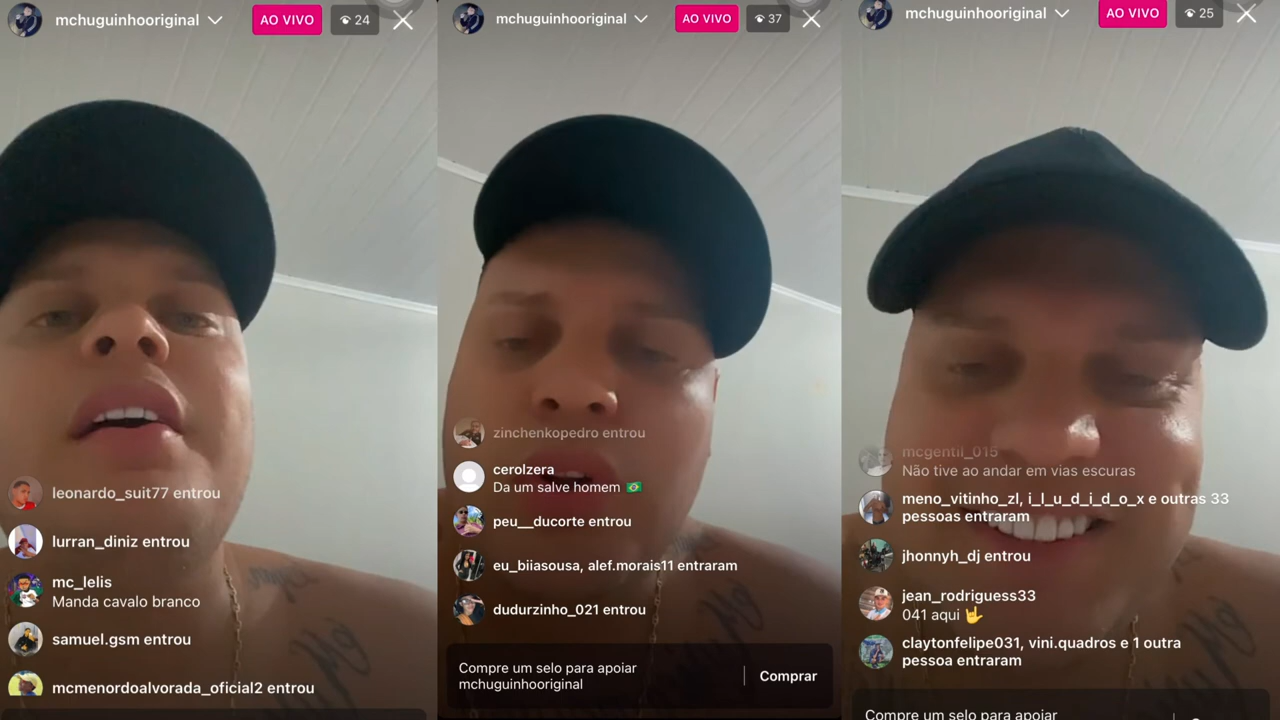 mchuguinhooriginal
AO VIVO
24
leonardo_suit77 entrou
lurran_diniz entrou
mc_lelis
Manda cavalo branco
samuel.gsm entrou
mcmenordoalvorada_oficial2 entrou
mchuguinhooriginal
AO VIVO
37
zinchenkopedro entrou
cerolzera
Da um salve homem 🇧🇷
peu__ducorte entrou
eu_biiasousa, alef.morais11 entraram
dudurzinho_021 entrou
Compre um selo para apoiar
mchuguinhooriginal
Comprar
mchuguinhooriginal
AO VIVO
25
mcgentil_015
Não tive ao andar em vias escuras
meno_vitinho_zl, i_l_u_d_i_d_o_x e outras 33
pessoas entraram
jhonnyh_dj entrou
jean_rodriguess33
041 aqui 🤟
claytonfelipe031, vini.quadros e 1 outra
pessoa entraram
Compre um selo para apoiar